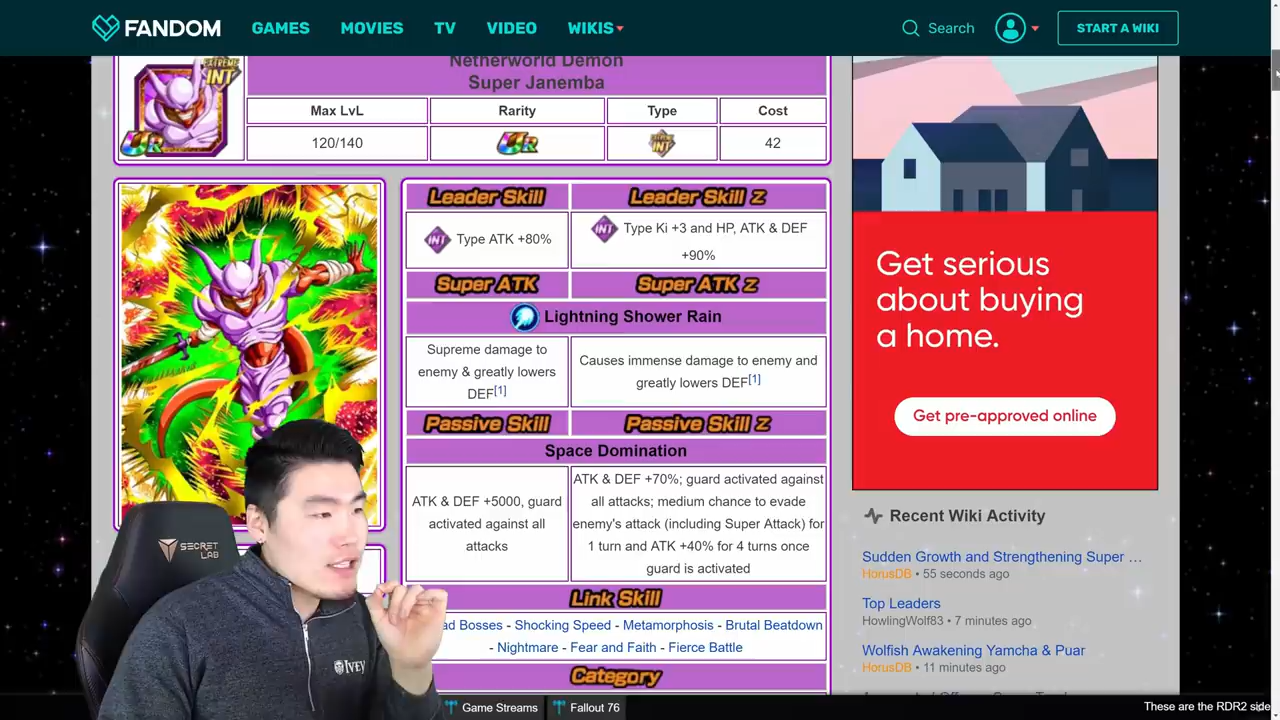 FANDOM GAMES MOVIES TV VIDEO WIKIS Search START A WIKI
Netherworld Demon
Super Janemba
Max LvL Rarity Type Cost
120/140 UR EXTREME INT 42
Leader Skill Leader Skill Z
INT Type ATK +80%
INT Type Ki +3 and HP, ATK & DEF
+90%
Super ATK Super ATK Z
Lightning Shower Rain
Supreme damage to
enemy & greatly lowers
DEF[1]
Causes immense damage to enemy and
greatly lowers DEF[1]
Passive Skill Passive Skill Z
Space Domination
ATK & DEF +5000, guard
activated against all
attacks
ATK & DEF +70%; guard activated against
all attacks; medium chance to evade
enemy's attack (including Super Attack) for
1 turn and ATK +40% for 4 turns once
guard is activated
Link Skill
ad Bosses - Shocking Speed - Metamorphosis - Brutal Beatdown
- Nightmare - Fear and Faith - Fierce Battle
Category
Get serious
about buying
a home.
Get pre-approved online
Recent Wiki Activity
Sudden Growth and Strengthening Super ...
HorusDB • 55 seconds ago
Top Leaders
HowlingWolf83 • 7 minutes ago
Wolfish Awakening Yamcha & Puar
HorusDB • 11 minutes ago
SECRET
LAB
IVEY
Game Streams Fallout 76 These are the RDR2 side